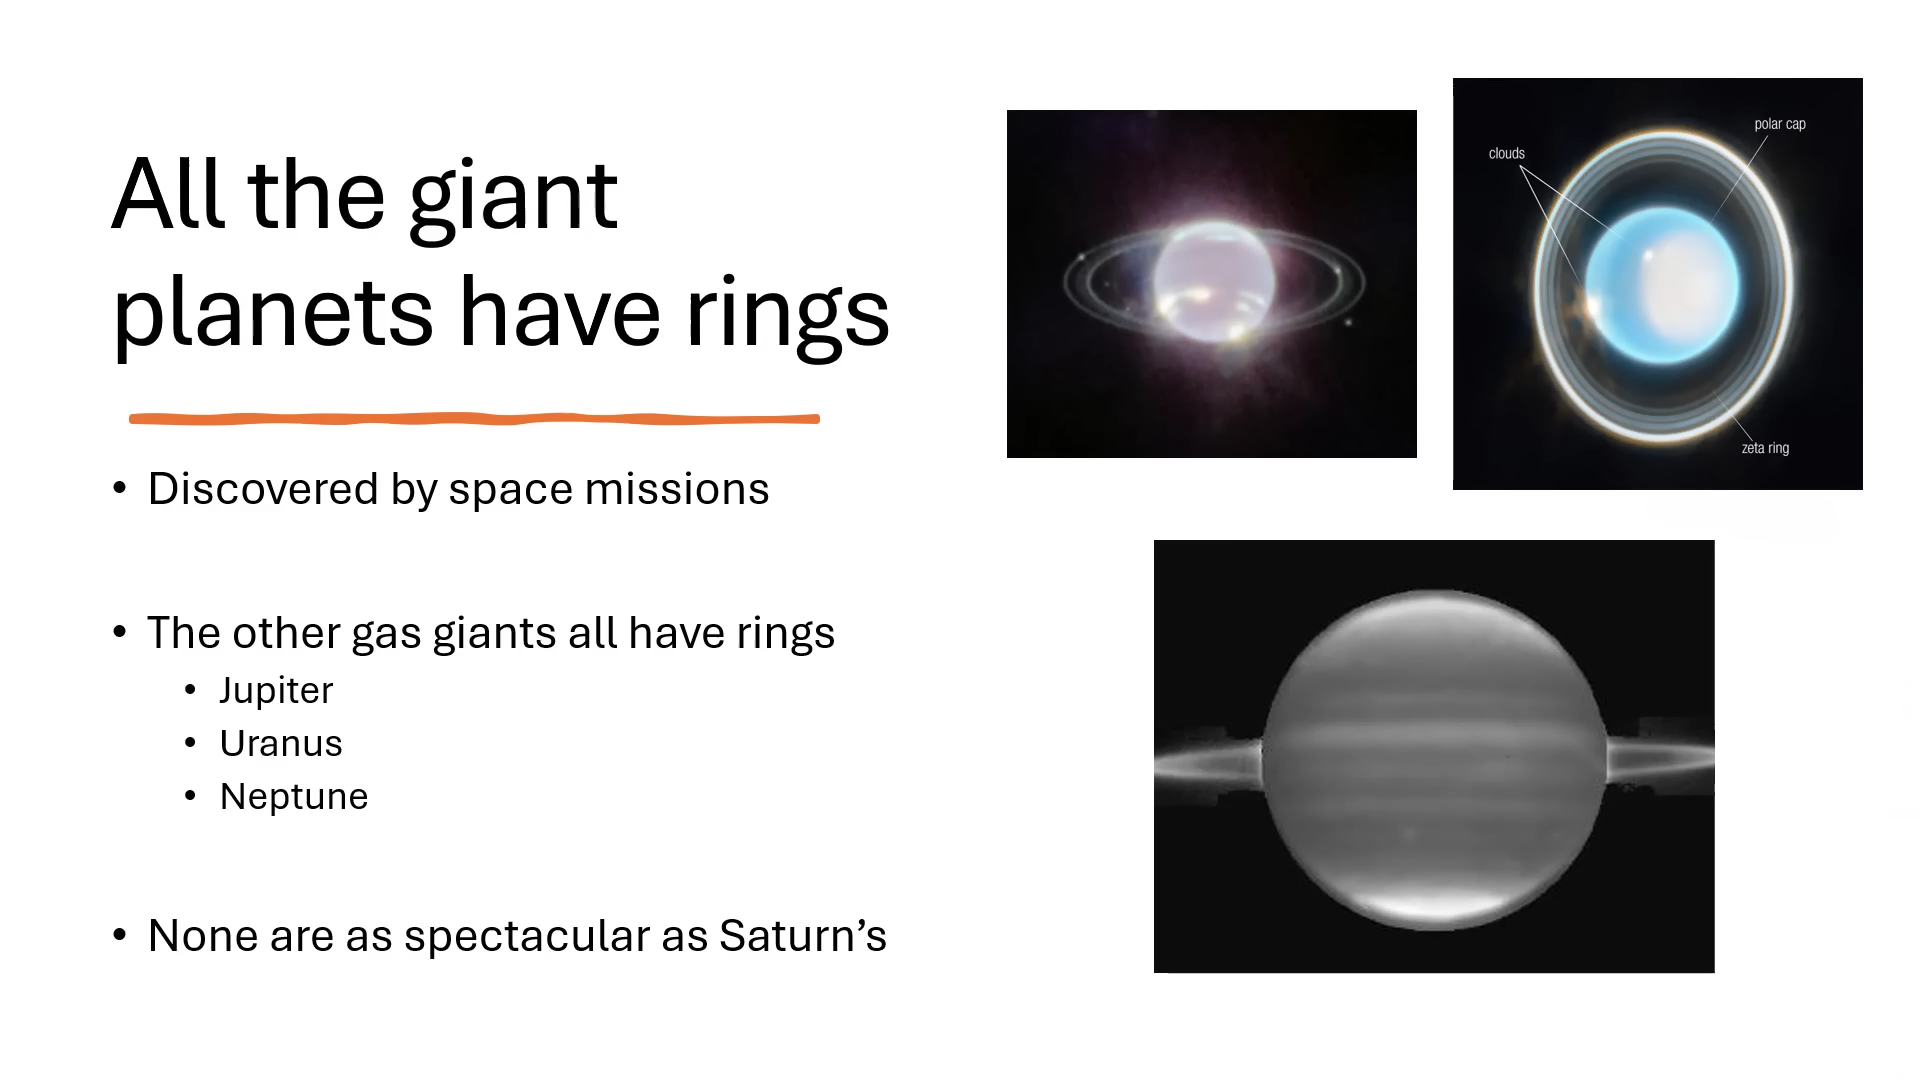 All the giant
planets have rings
• Discovered by space missions
• The other gas giants all have rings
• Jupiter
• Uranus
• Neptune
• None are as spectacular as Saturn’s
clouds
polar cap
zeta ring